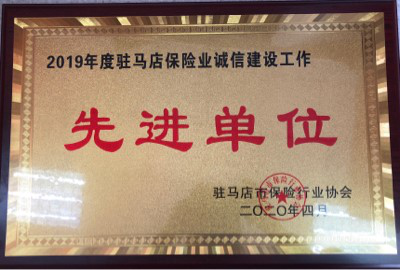 2019年度驻马店保险业诚信建设工作
先进单位
驻马店市保险行业协会
二〇二〇年四月